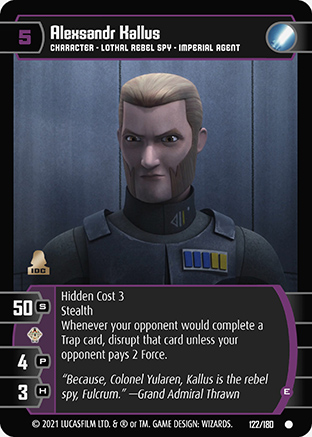 5
Alexsandr Kallus
CHARACTER - LOTHAL REBEL SPY - IMPERIAL AGENT
IDC
50 S
4 P
3 H
Hidden Cost 3
Stealth
Whenever your opponent would complete a
Trap card, disrupt that card unless your
opponent pays 2 Force.
“Because, Colonel Yularen, Kallus is the rebel
spy, Fulcrum.” —Grand Admiral Thrawn
E
© 2021 LUCASFILM LTD. & ® or TM. GAME DESIGN: WIZARDS.
122/180